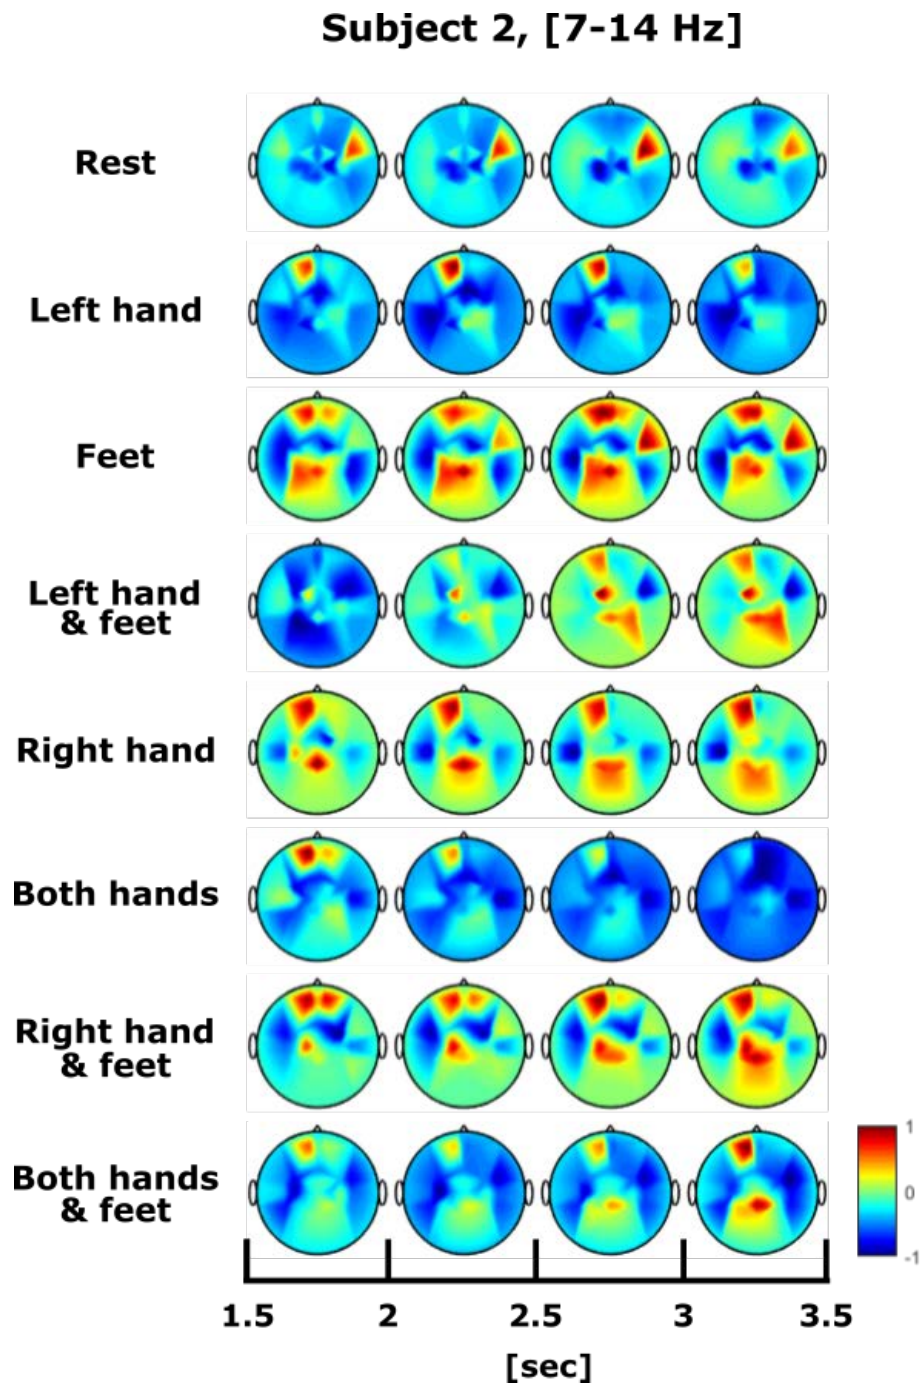 Subject 2, [7-14 Hz]
Rest
Left hand
Feet
Left hand
& feet
Right hand
Both hands
Right hand
& feet
Both hands
& feet
1
0
-1
1.5 2 2.5 3 3.5
[sec]